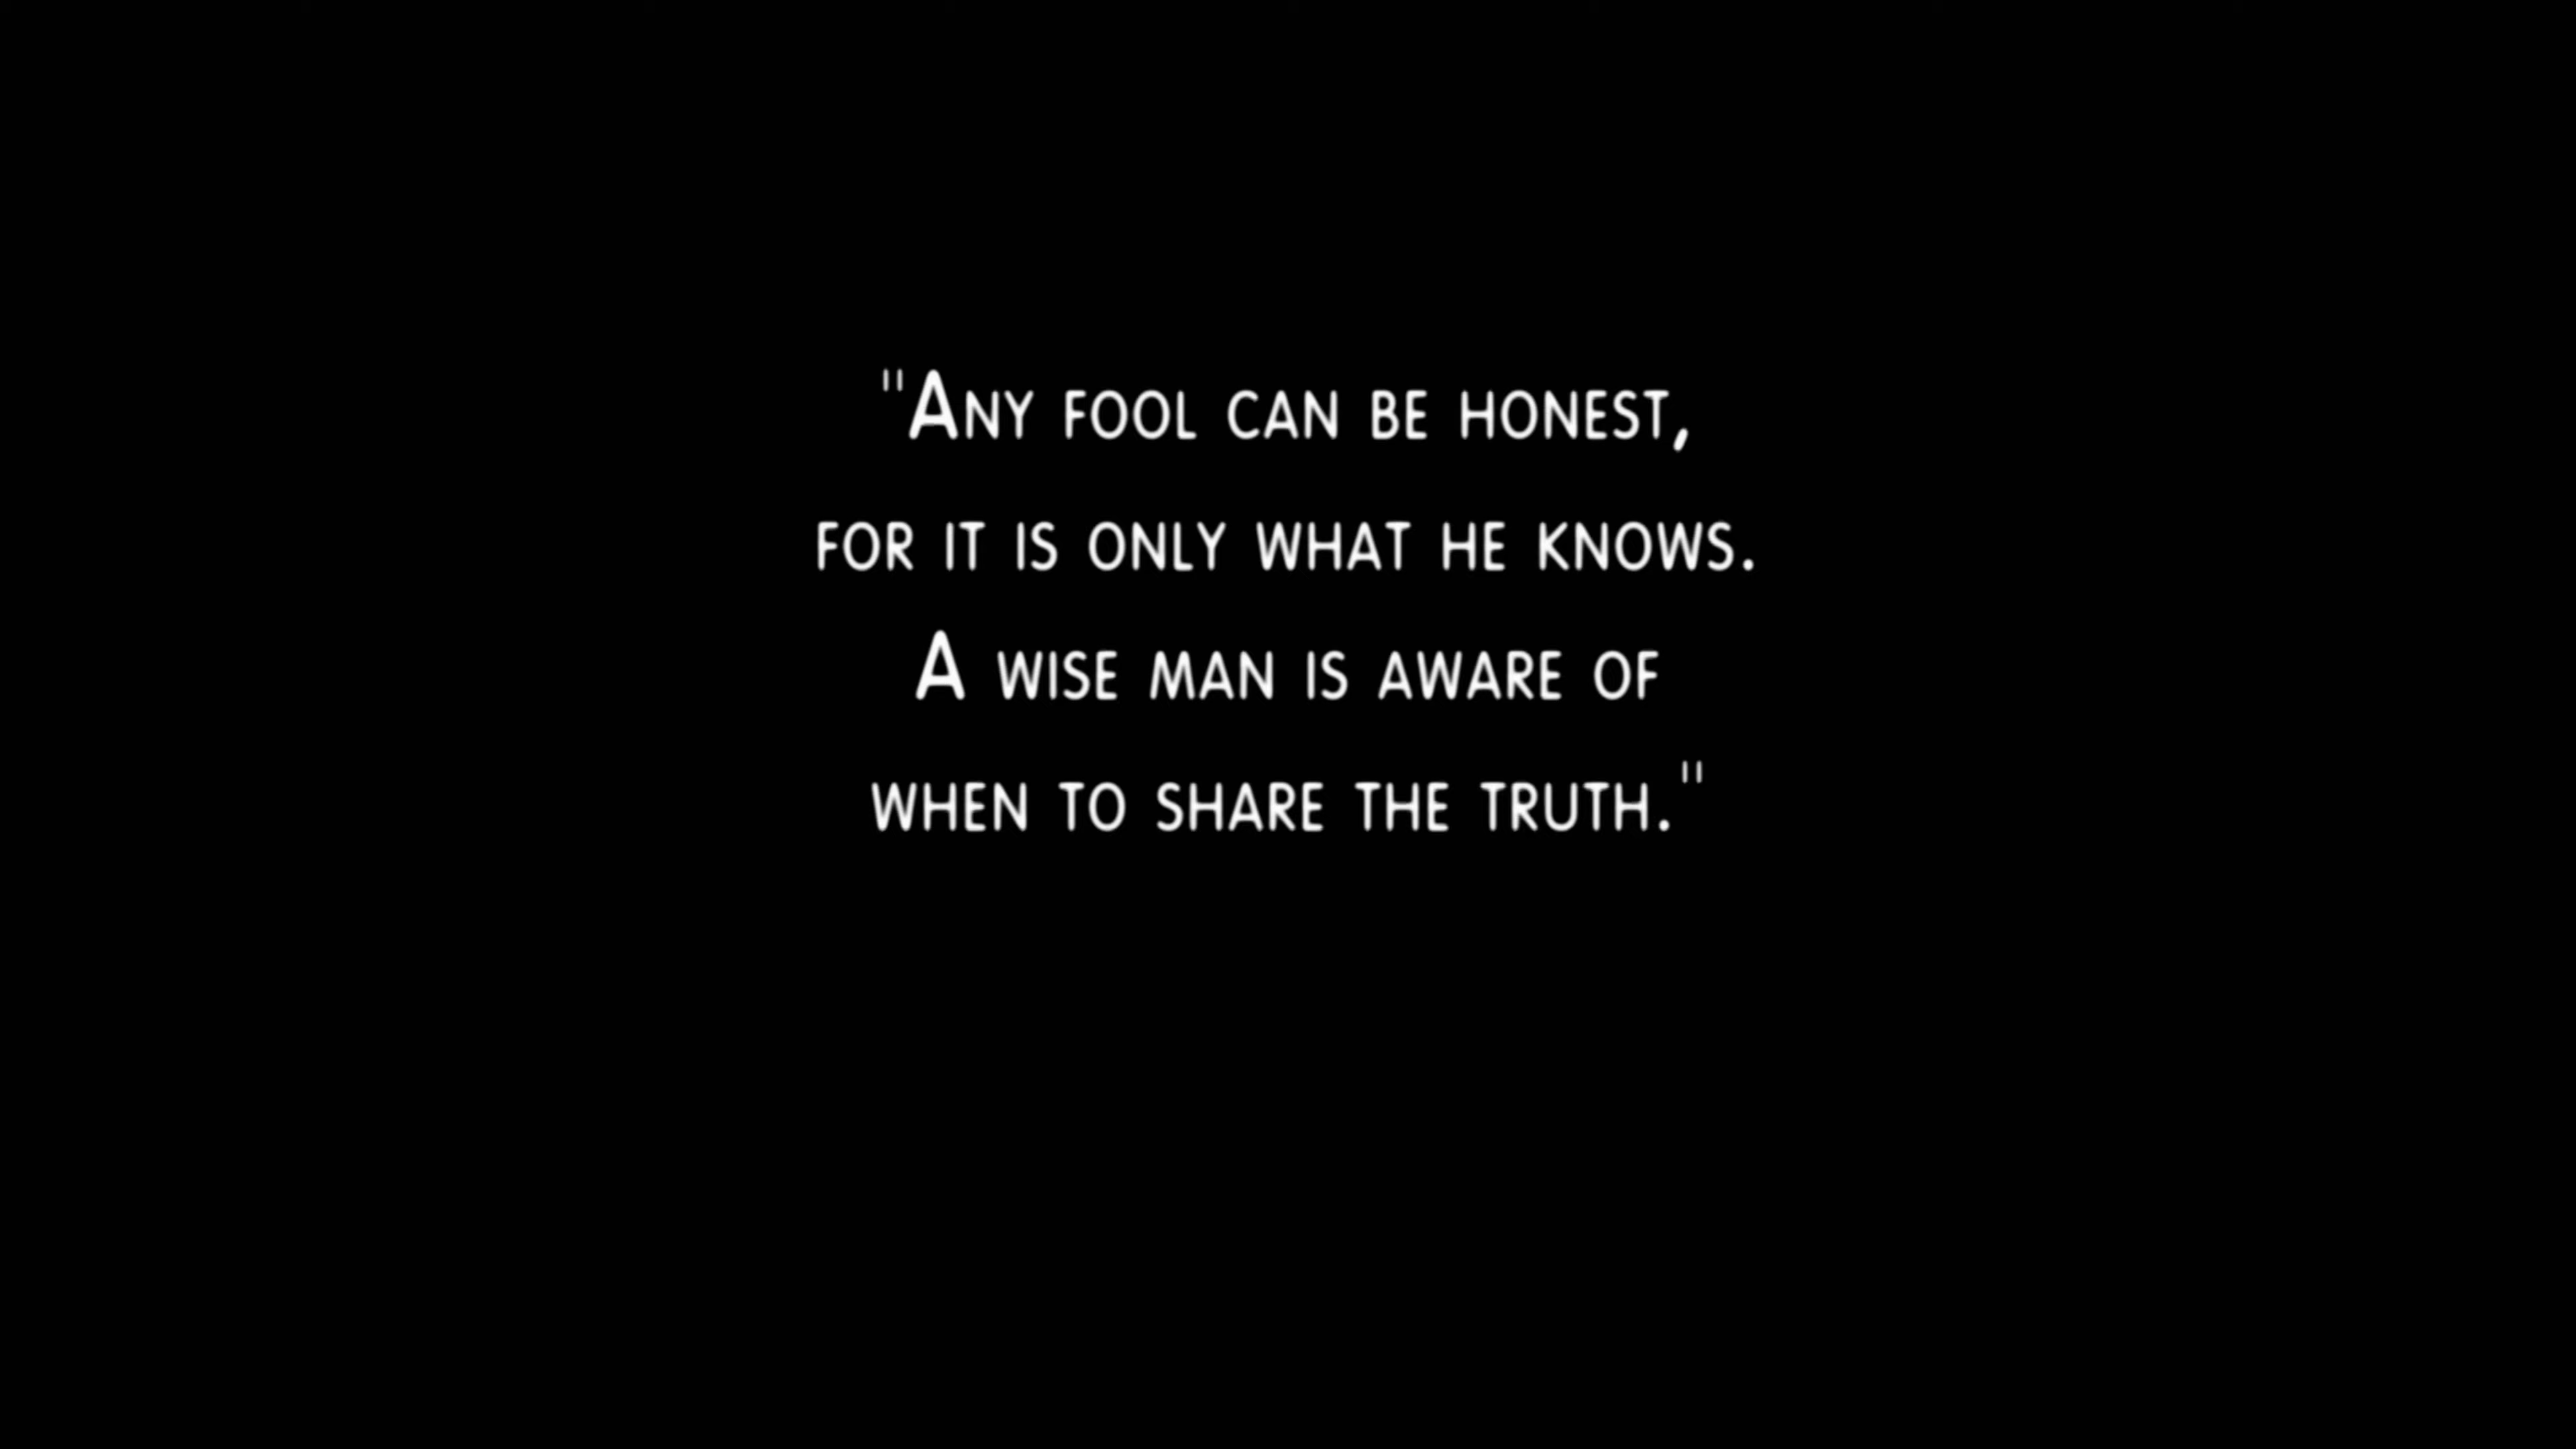 "Any fool can be honest,
for it is only what he knows.
A wise man is aware of
when to share the truth."